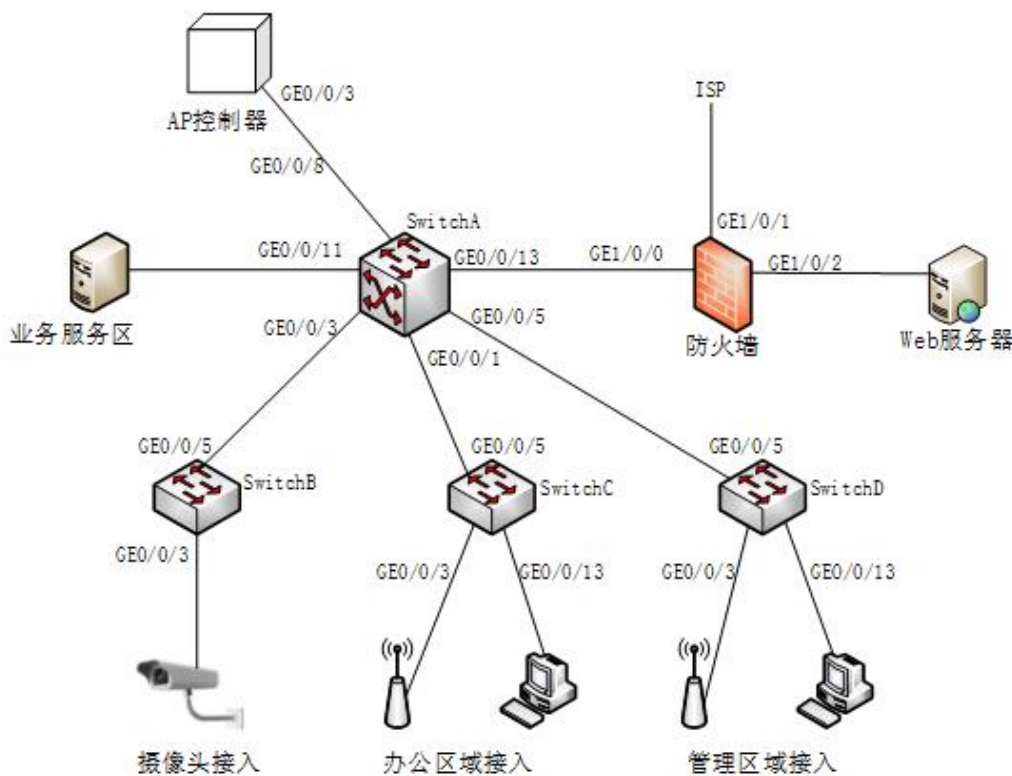 GE0/0/3
AP控制器
ISP
GE0/0/8
SwitchA
GE1/0/1
GE0/0/11
GE0/0/13
GE1/0/0
GE1/0/2
业务服务区
GE0/0/3
GE0/0/5
防火墙
Web服务器
GE0/0/1
GE0/0/5
SwitchB
GE0/0/5
SwitchC
GE0/0/5
SwitchD
GE0/0/3
GE0/0/3
GE0/0/13
GE0/0/3
GE0/0/13
摄像头接入
办公区域接入
管理区域接入